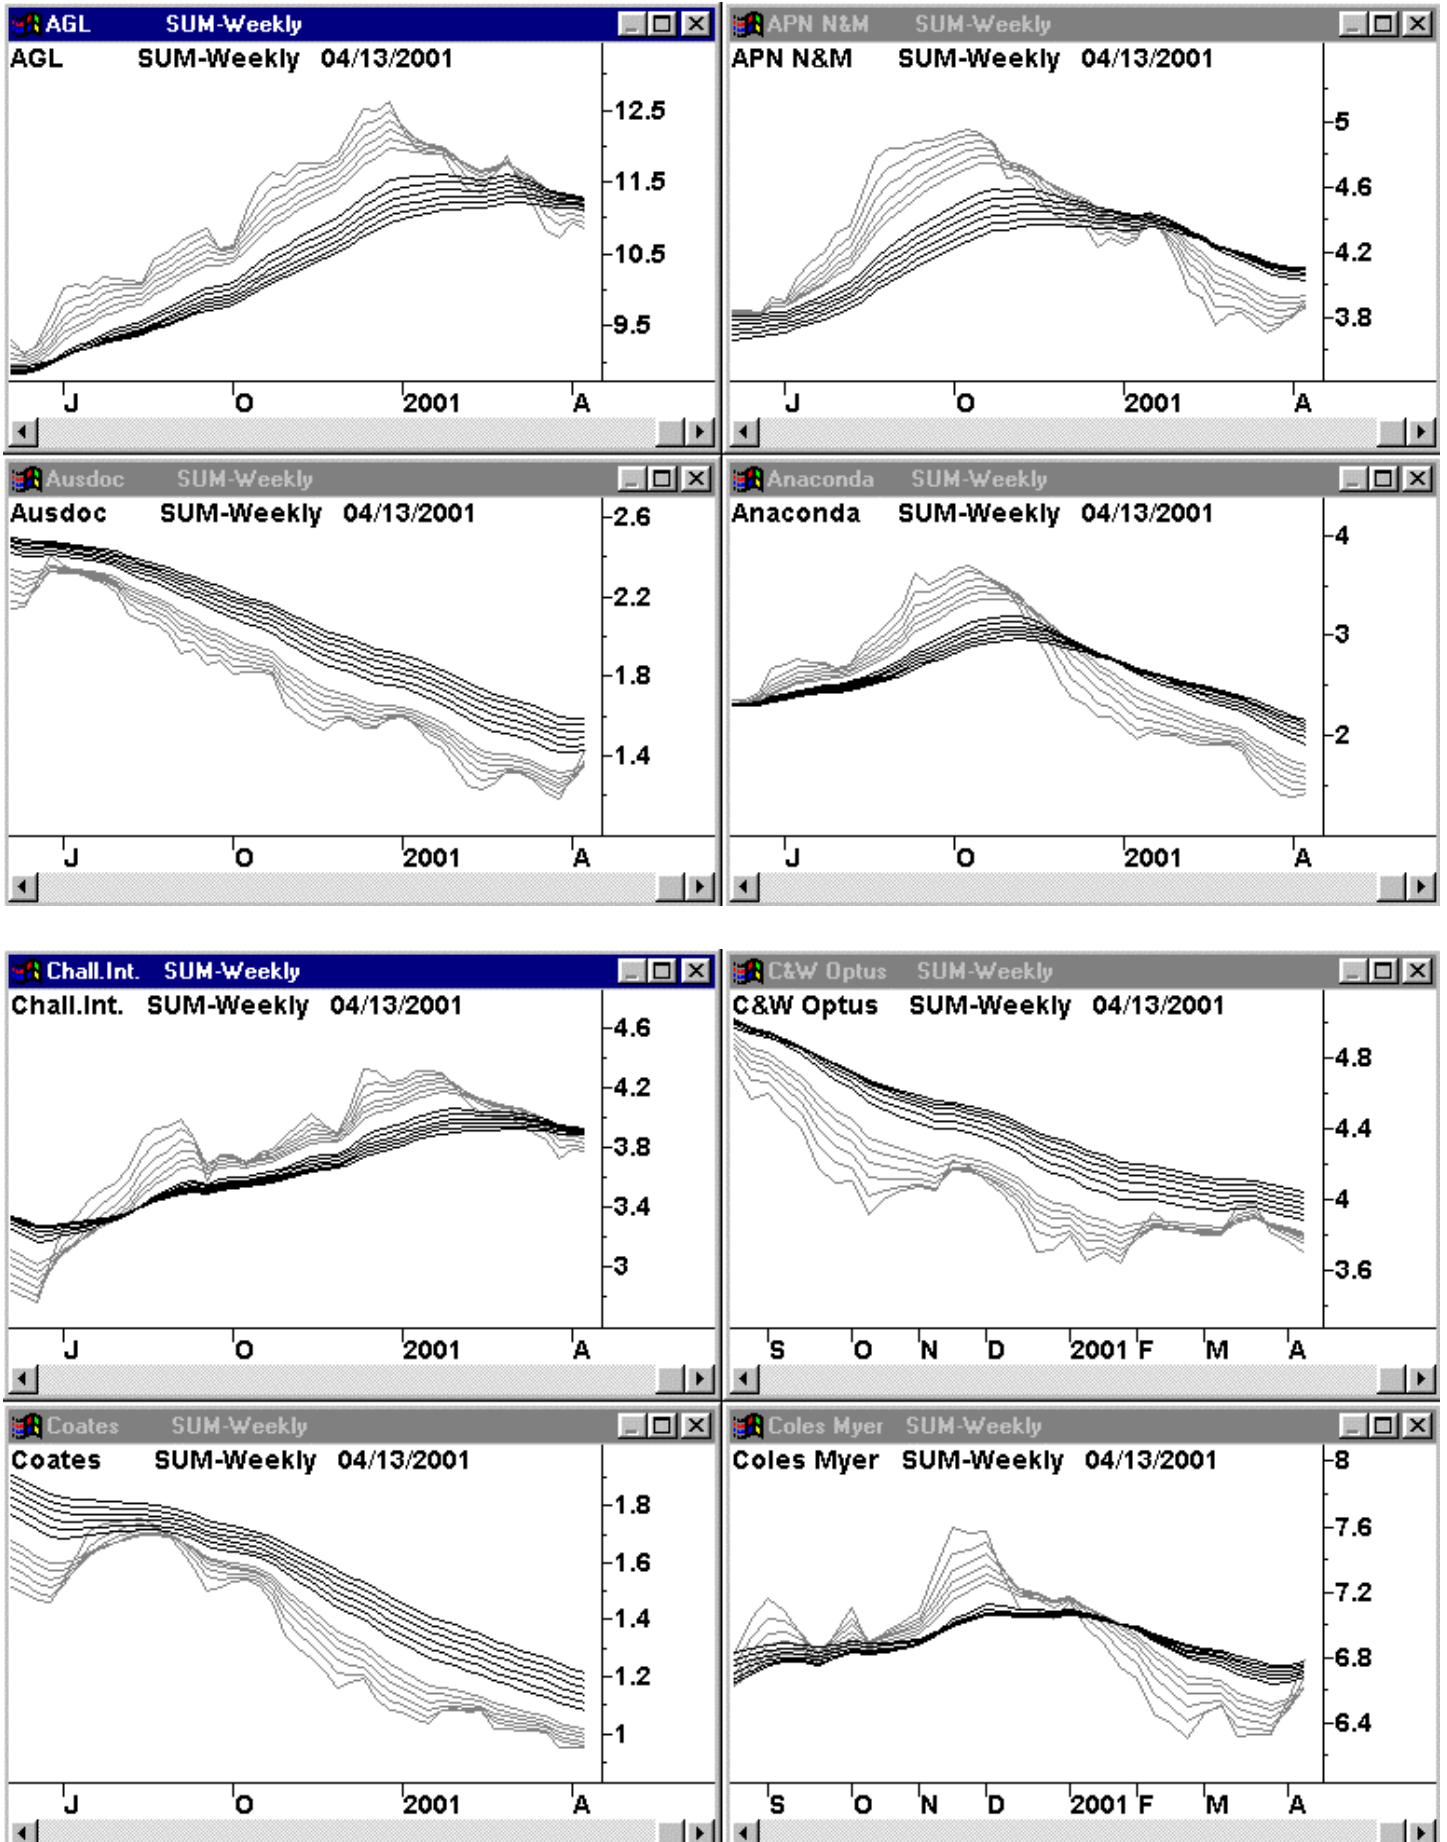 AGL SUM-Weekly
AGL SUM-Weekly 04/13/2001
12.5
11.5
10.5
9.5
J O 2001 A
APN N&M SUM-Weekly
APN N&M SUM-Weekly 04/13/2001
5
4.6
4.2
3.8
J O 2001 A
Ausdoc SUM-Weekly
Ausdoc SUM-Weekly 04/13/2001
2.6
2.2
1.8
1.4
J O 2001 A
Anaconda SUM-Weekly
Anaconda SUM-Weekly 04/13/2001
4
3
2
J O 2001 A
Chall.Int. SUM-Weekly
Chall.Int. SUM-Weekly 04/13/2001
4.6
4.2
3.8
3.4
3
J O 2001 A
C&W Optus SUM-Weekly
C&W Optus SUM-Weekly 04/13/2001
4.8
4.4
4
3.6
S O N D 2001 F M A
Coates SUM-Weekly
Coates SUM-Weekly 04/13/2001
1.8
1.6
1.4
1.2
1
J O 2001 A
Coles Myer SUM-Weekly
Coles Myer SUM-Weekly 04/13/2001
8
7.6
7.2
6.8
6.4
S O N D 2001 F M A